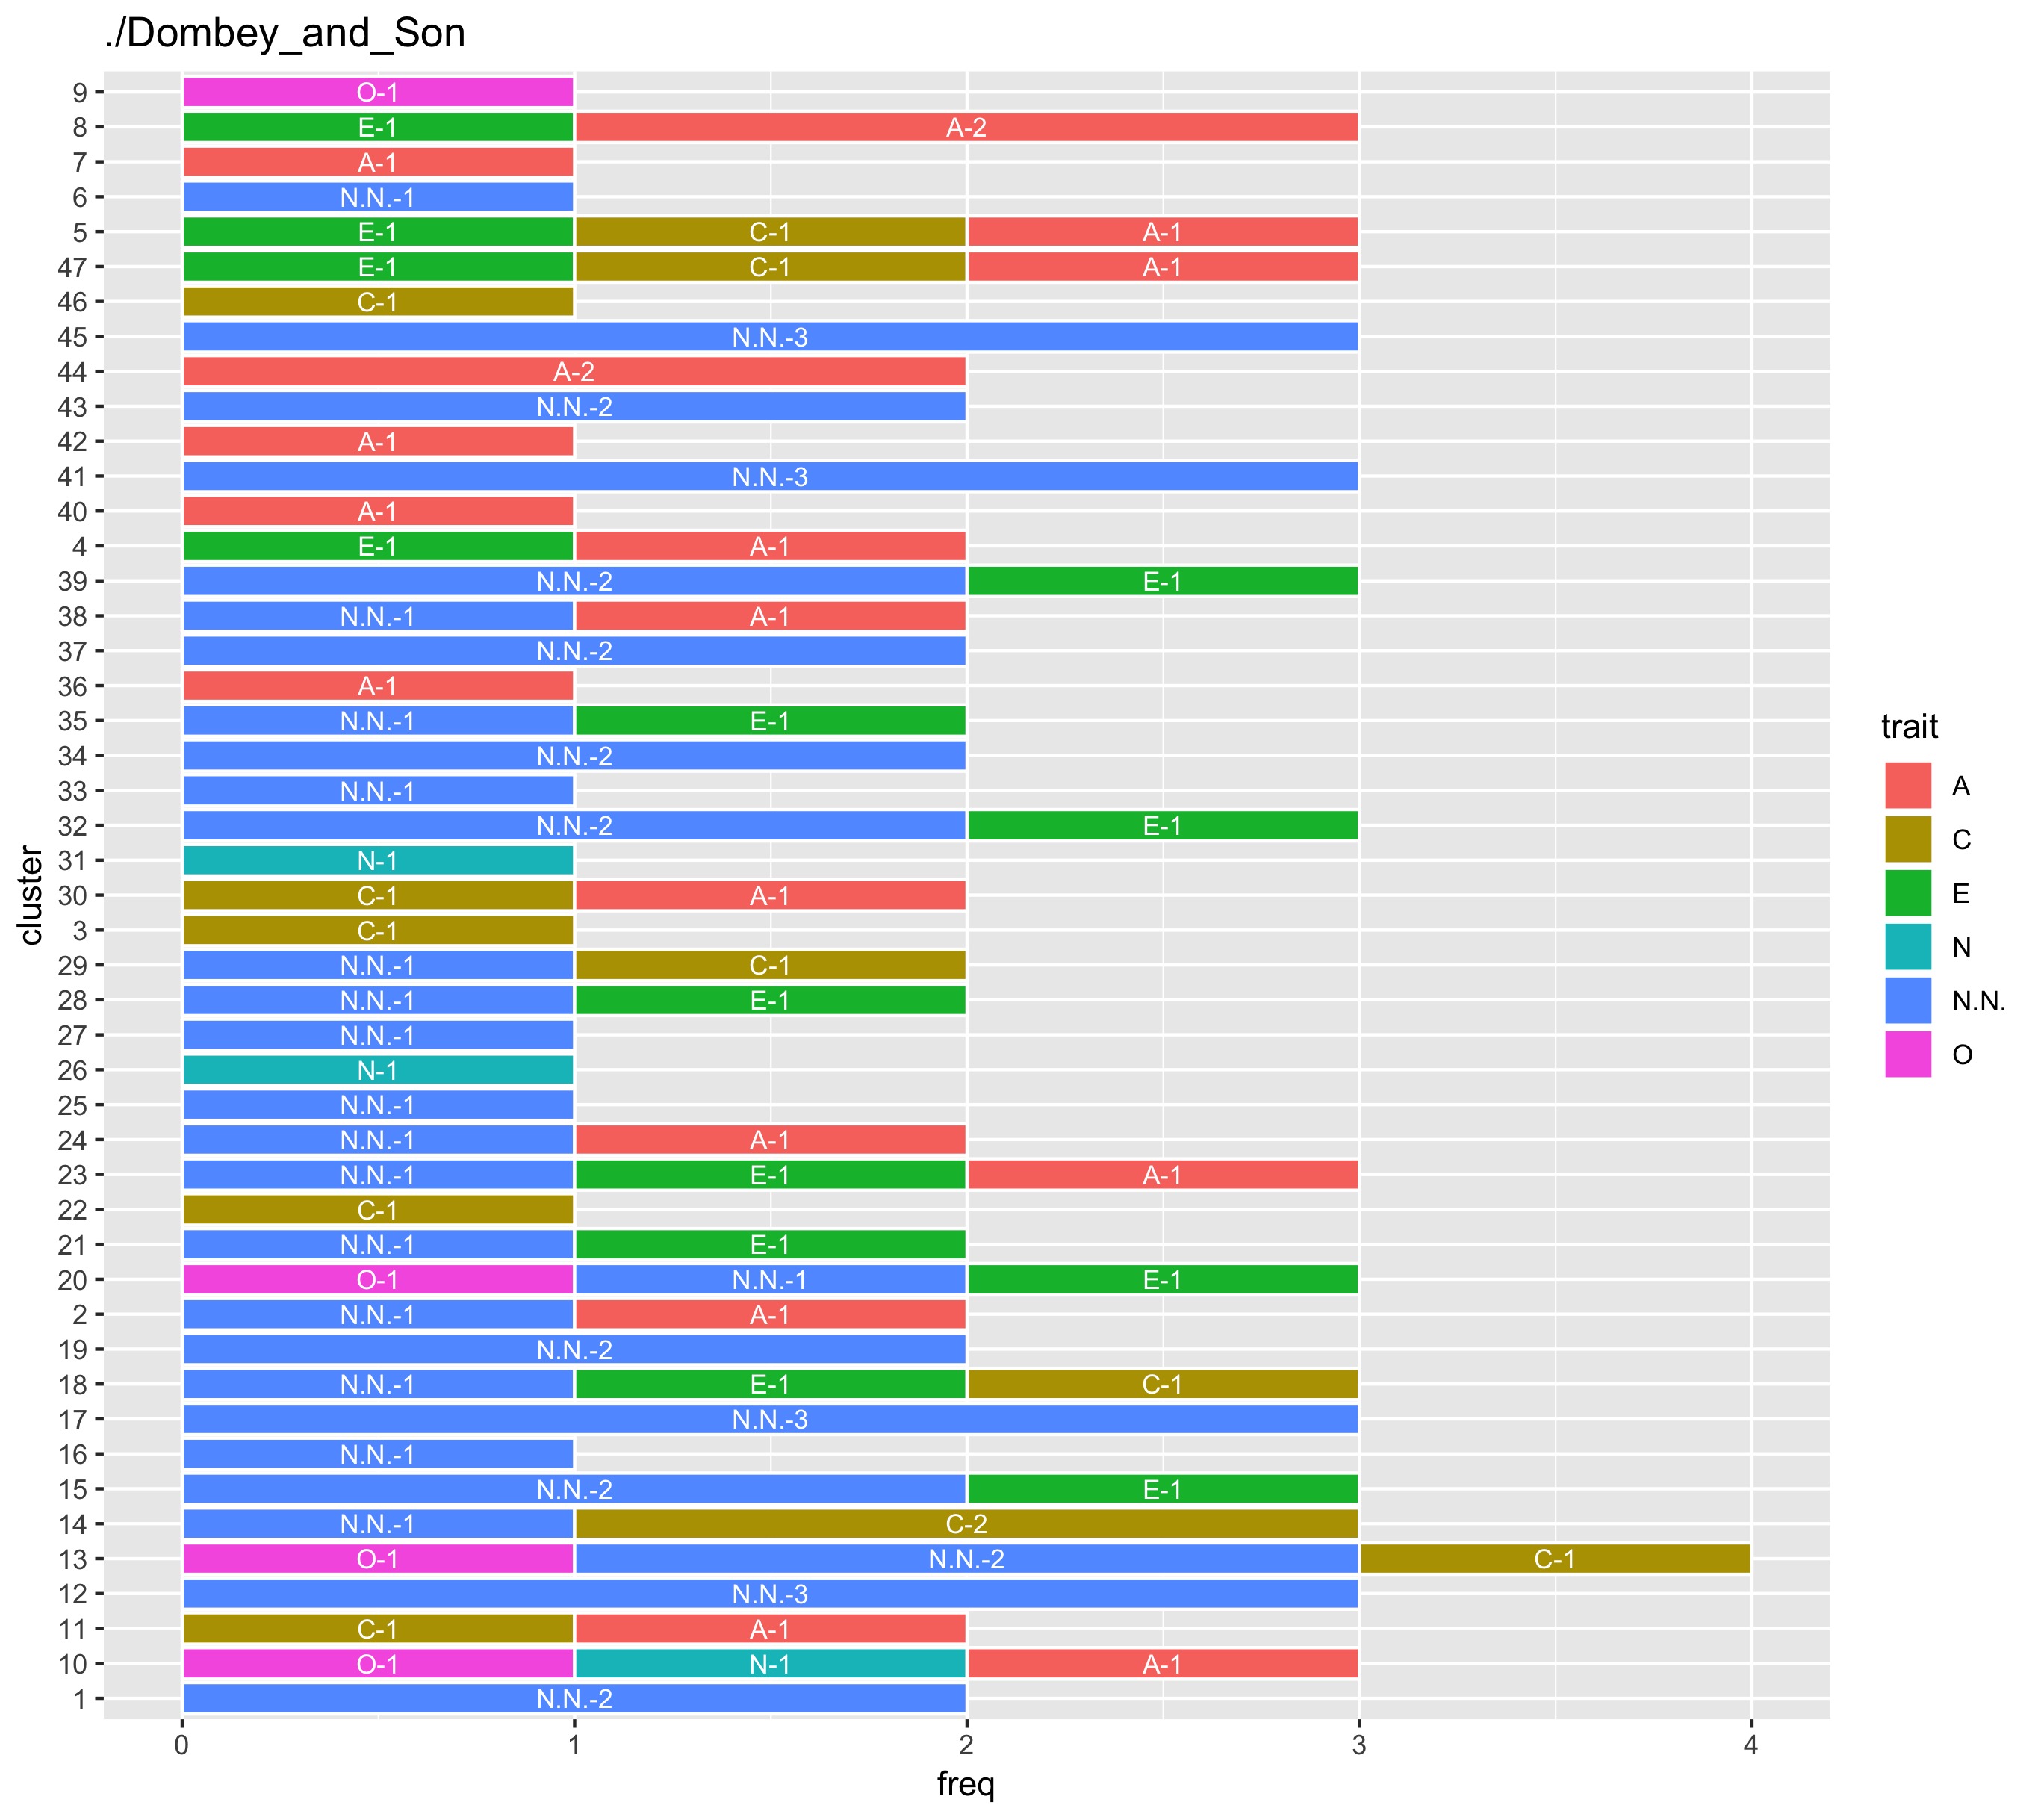 ./Dombey_and_Son
9 O-1
8 E-1 A-2
7 A-1
6 N.N.-1
5 E-1 C-1 A-1
47 E-1 C-1 A-1
46 C-1
45 N.N.-3
44 A-2
43 N.N.-2
42 A-1
41 N.N.-3
40 A-1
4 E-1 A-1
39 N.N.-2 E-1
38 N.N.-1 A-1
37 N.N.-2
36 A-1
35 N.N.-1 E-1
34 N.N.-2
33 N.N.-1
32 N.N.-2 E-1
31 N-1
30 C-1 A-1
3 C-1
29 N.N.-1 C-1
28 N.N.-1 E-1
27 N.N.-1
26 N-1
25 N.N.-1
24 N.N.-1 A-1
23 N.N.-1 E-1 A-1
22 C-1
21 N.N.-1 E-1
20 O-1 N.N.-1 E-1
2 N.N.-1 A-1
19 N.N.-2
18 N.N.-1 E-1 C-1
17 N.N.-3
16 N.N.-1
15 N.N.-2 E-1
14 N.N.-1 C-2
13 O-1 N.N.-2 C-1
12 N.N.-3
11 C-1 A-1
10 O-1 N-1 A-1
1 N.N.-2
0 1 2 3 4
freq
cluster
trait
A
C
E
N
N.N.
O